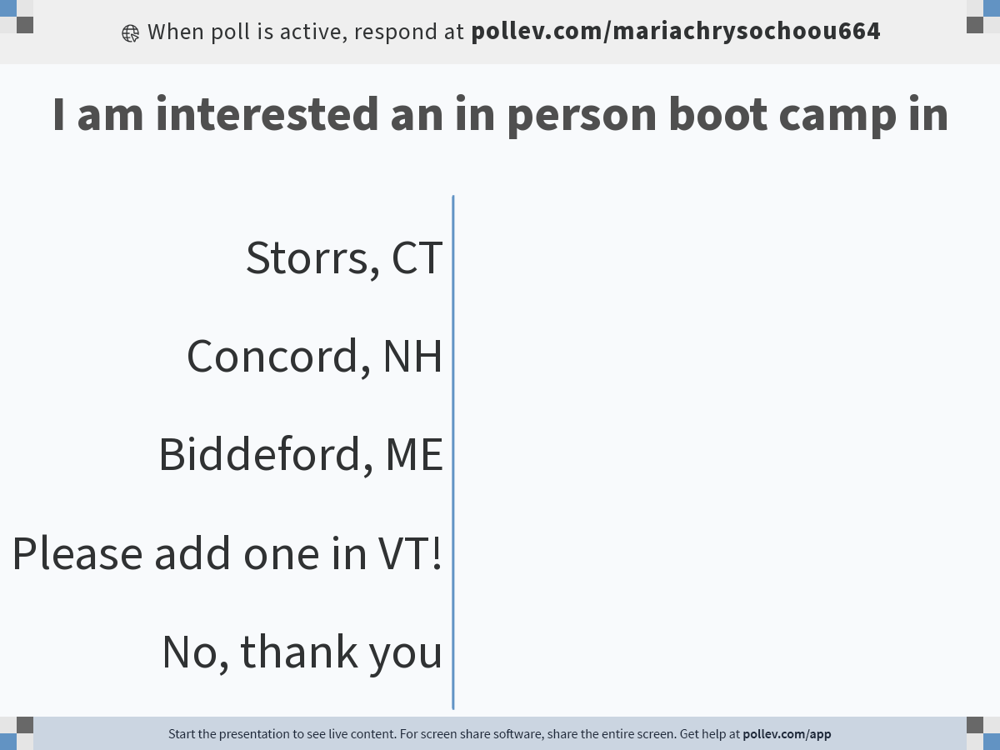 When poll is active, respond at pollev.com/mariachrysochoou664
I am interested an in person boot camp in
Storrs, CT
Concord, NH
Biddeford, ME
Please add one in VT!
No, thank you
Start the presentation to see live content. For screen share software, share the entire screen. Get help at pollev.com/app